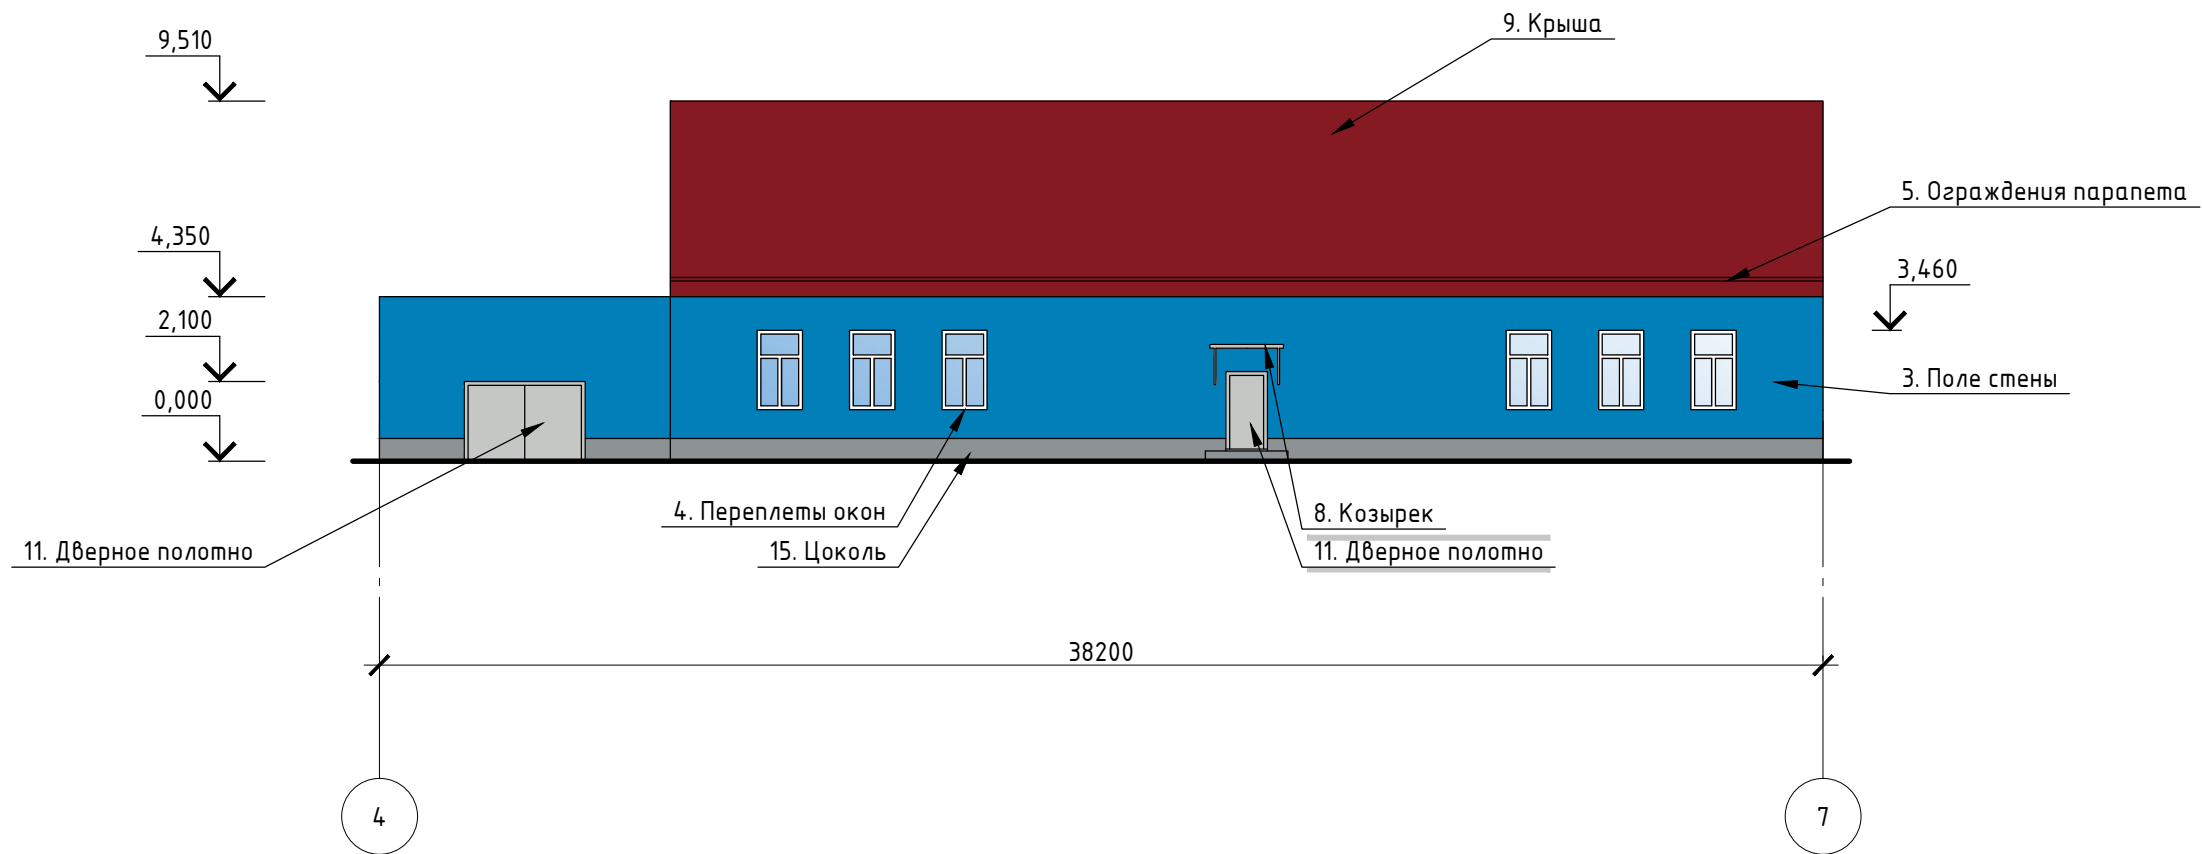 9. Крыша
9,510
5. Ограждения парапета
4,350
3,460
2,100
3. Поле стены
0,000
4. Переплеты окон
8. Козырек
11. Дверное полотно
15. Цоколь
11. Дверное полотно
38200
4
7